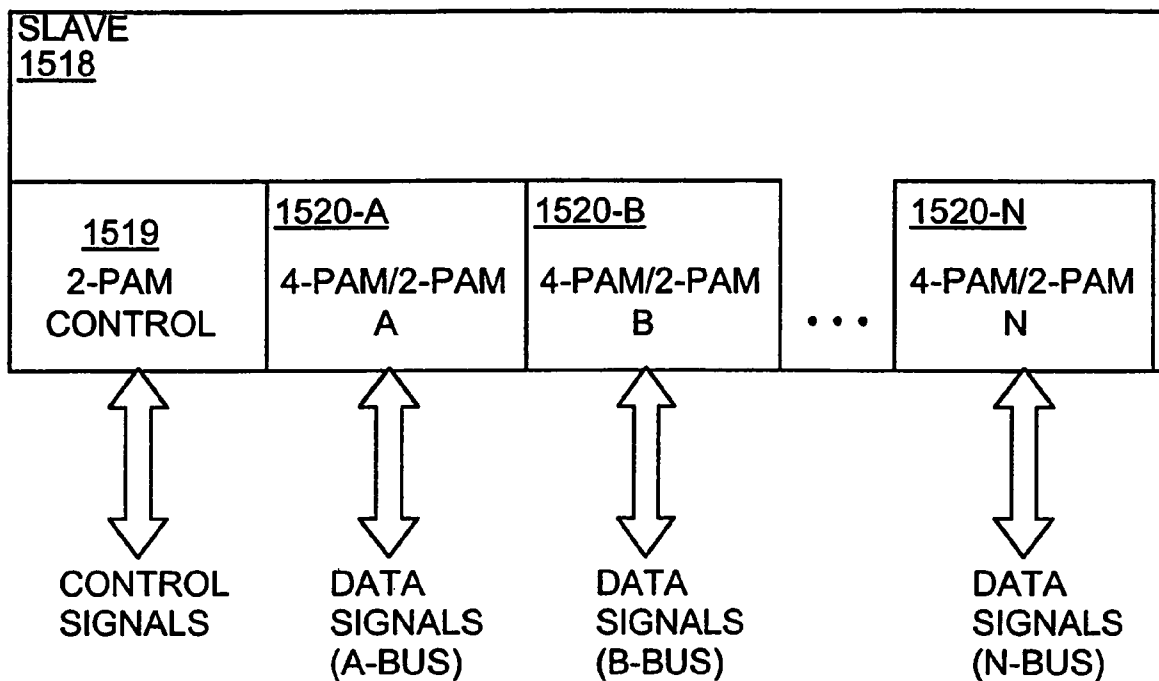 SLAVE
1518
1519
2-PAM
CONTROL
1520-A
4-PAM/2-PAM
A
1520-B
4-PAM/2-PAM
B
• • •
1520-N
4-PAM/2-PAM
N
CONTROL
SIGNALS
DATA
SIGNALS
(A-BUS)
DATA
SIGNALS
(B-BUS)
DATA
SIGNALS
(N-BUS)